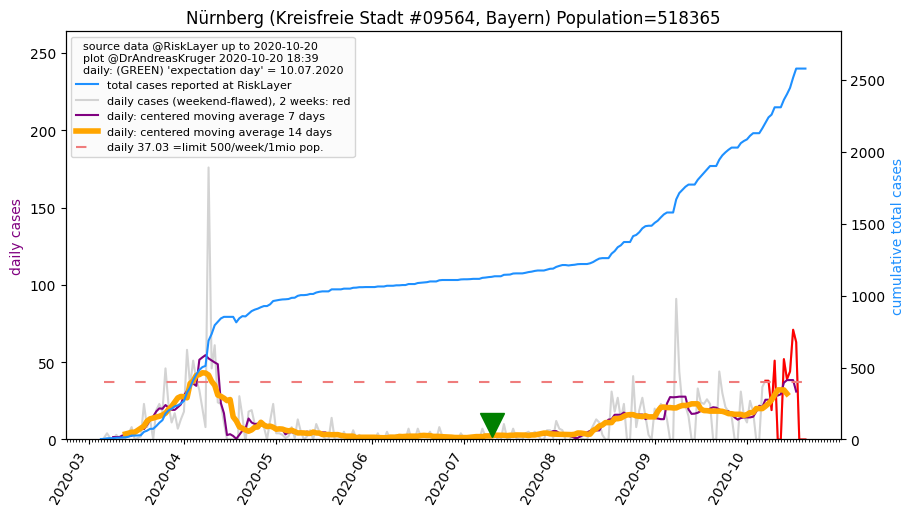 Nürnberg (Kreisfreie Stadt #09564, Bayern) Population=518365
source data @RiskLayer up to 2020-10-20
plot @DrAndreasKruger 2020-10-20 18:39
daily: (GREEN) 'expectation day' = 10.07.2020
total cases reported at RiskLayer
daily cases (weekend-flawed), 2 weeks: red
daily: centered moving average 7 days
daily: centered moving average 14 days
daily 37.03 =limit 500/week/1mio pop.
daily cases
250
200
150
100
50
0
2500
2000
1500
1000
500
0
cumulative total cases
2020-03
2020-04
2020-05
2020-06
2020-07
2020-08
2020-09
2020-10